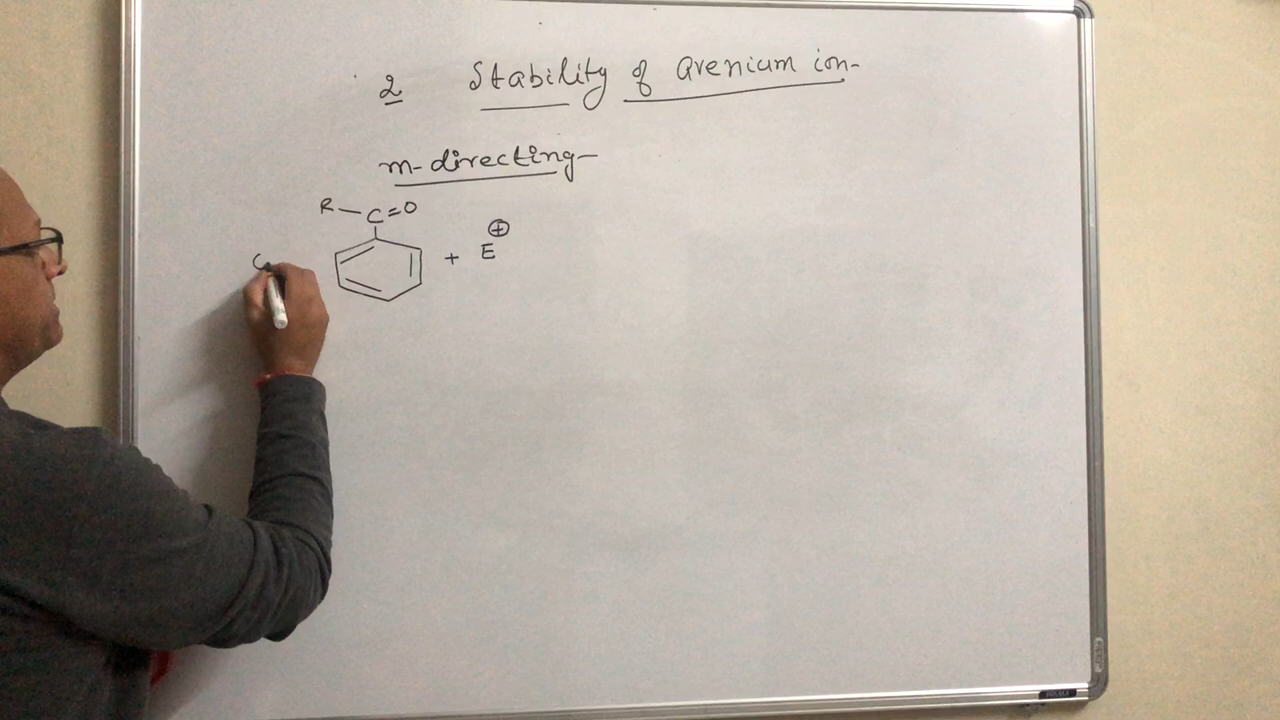 2 Stability of arenium ion-
m-directing-
R-C=O
+ E⊕